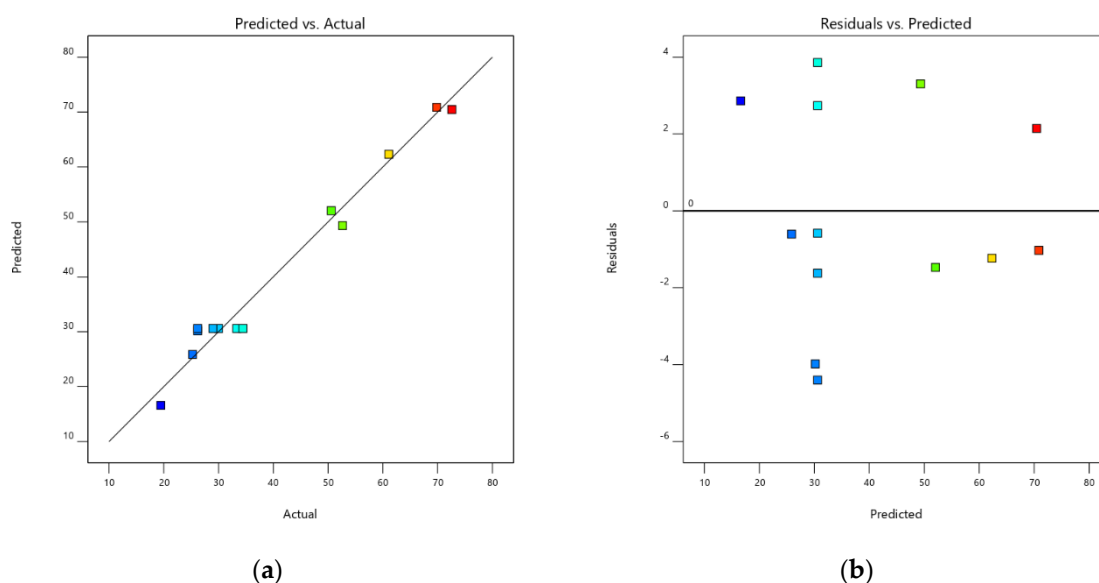 Predicted vs. Actual
80
70
60
50
40
30
20
10
Predicted
10 20 30 40 50 60 70 80
Actual
(a)
Residuals vs. Predicted
4
2
0
0
-2
-4
-6
Residuals
10 20 30 40 50 60 70 80
Predicted
(b)